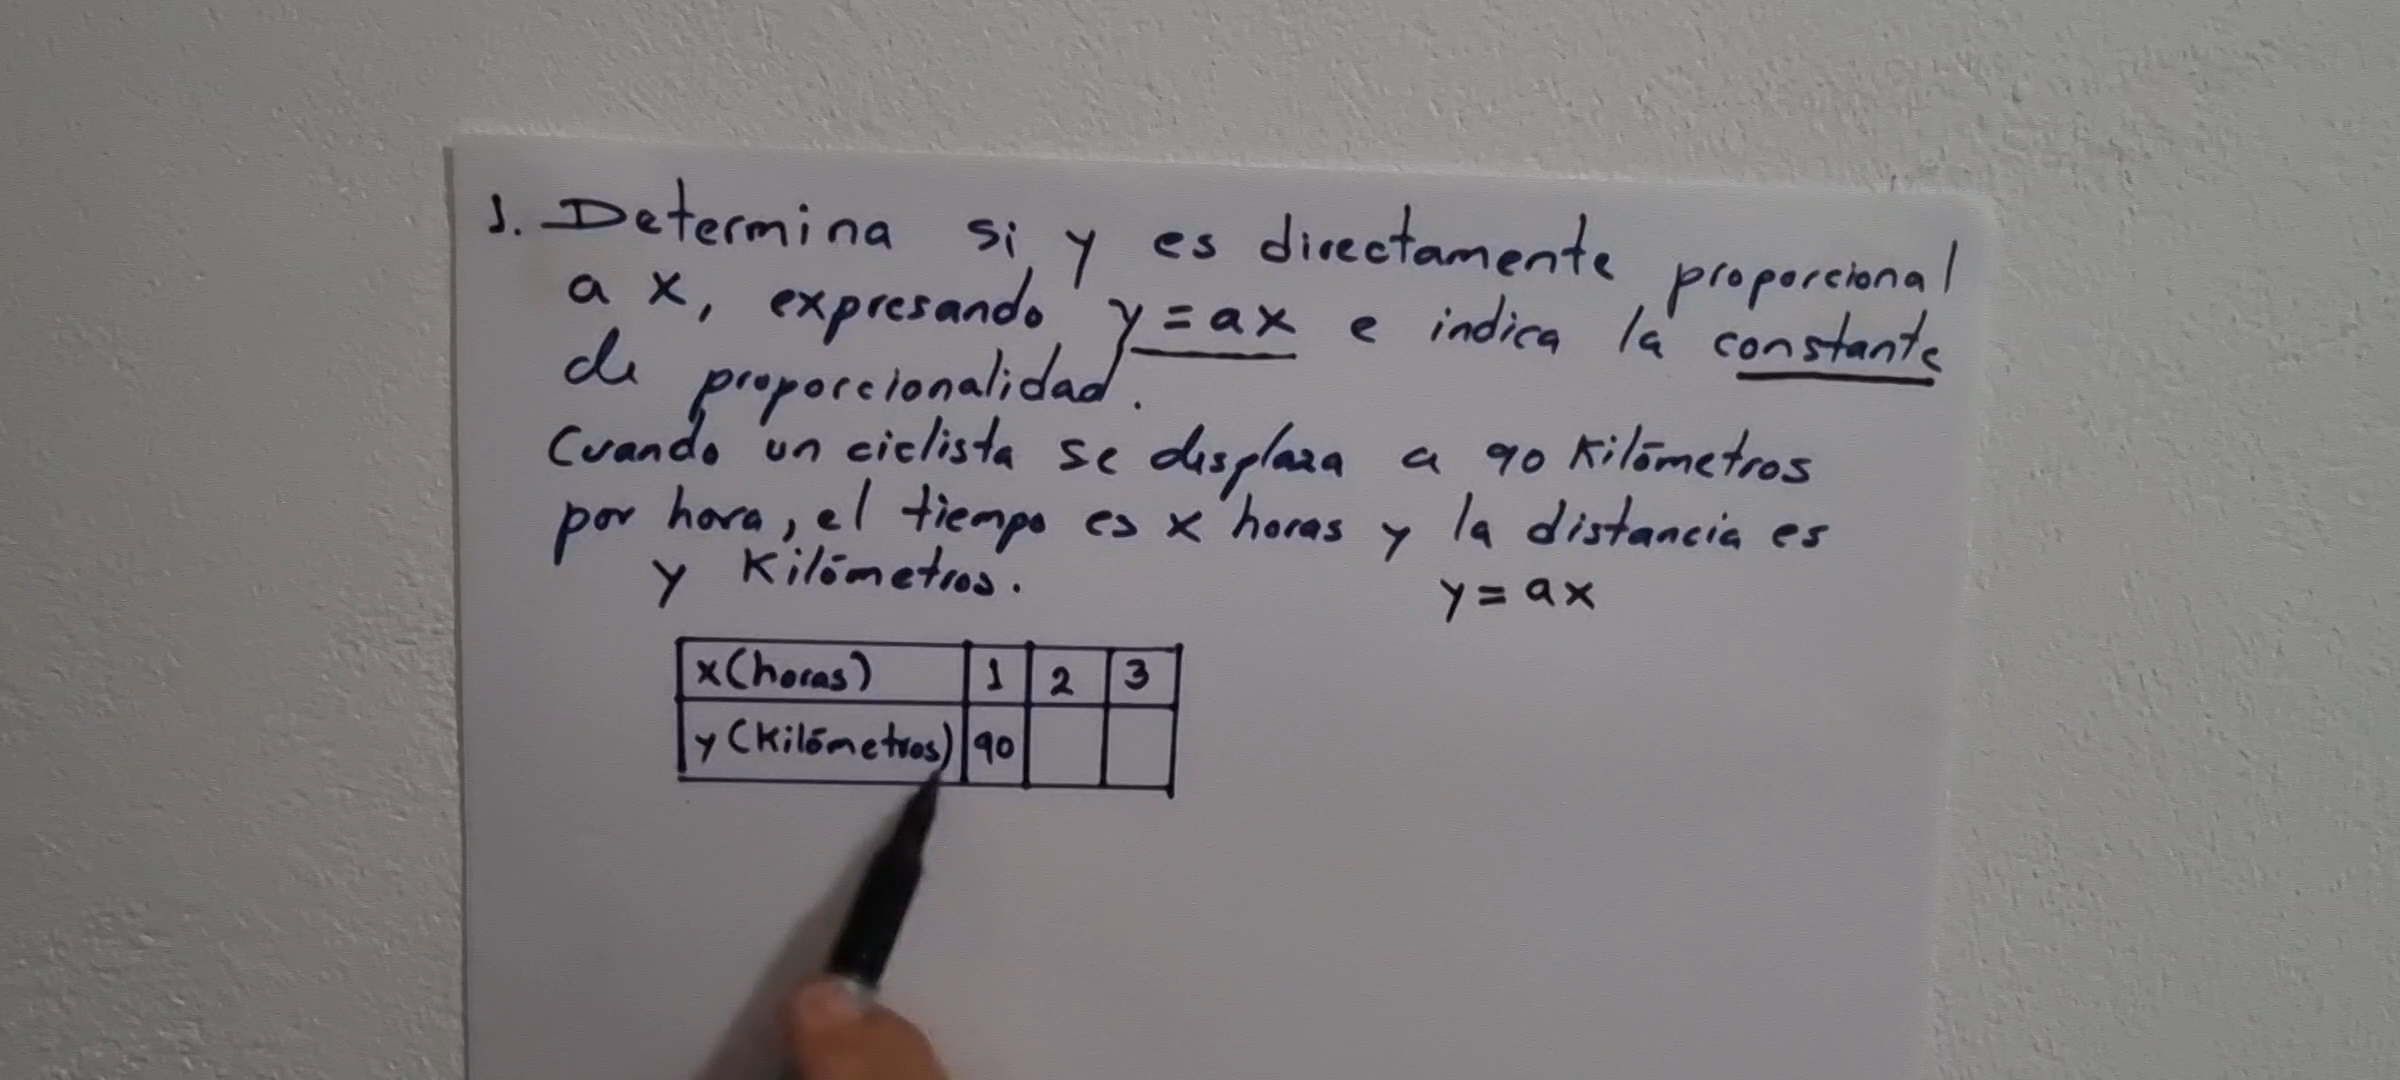 1. Determina si y es directamente proporcional
a x, expresando y = ax e indica la constante
de proporcionalidad.
Cuando un ciclista se desplaza a 90 Kilómetros
por hora, el tiempo es x horas y la distancia es
y Kilómetros.
y = ax
x (horas) 1 2 3
y (Kilómetros) 90